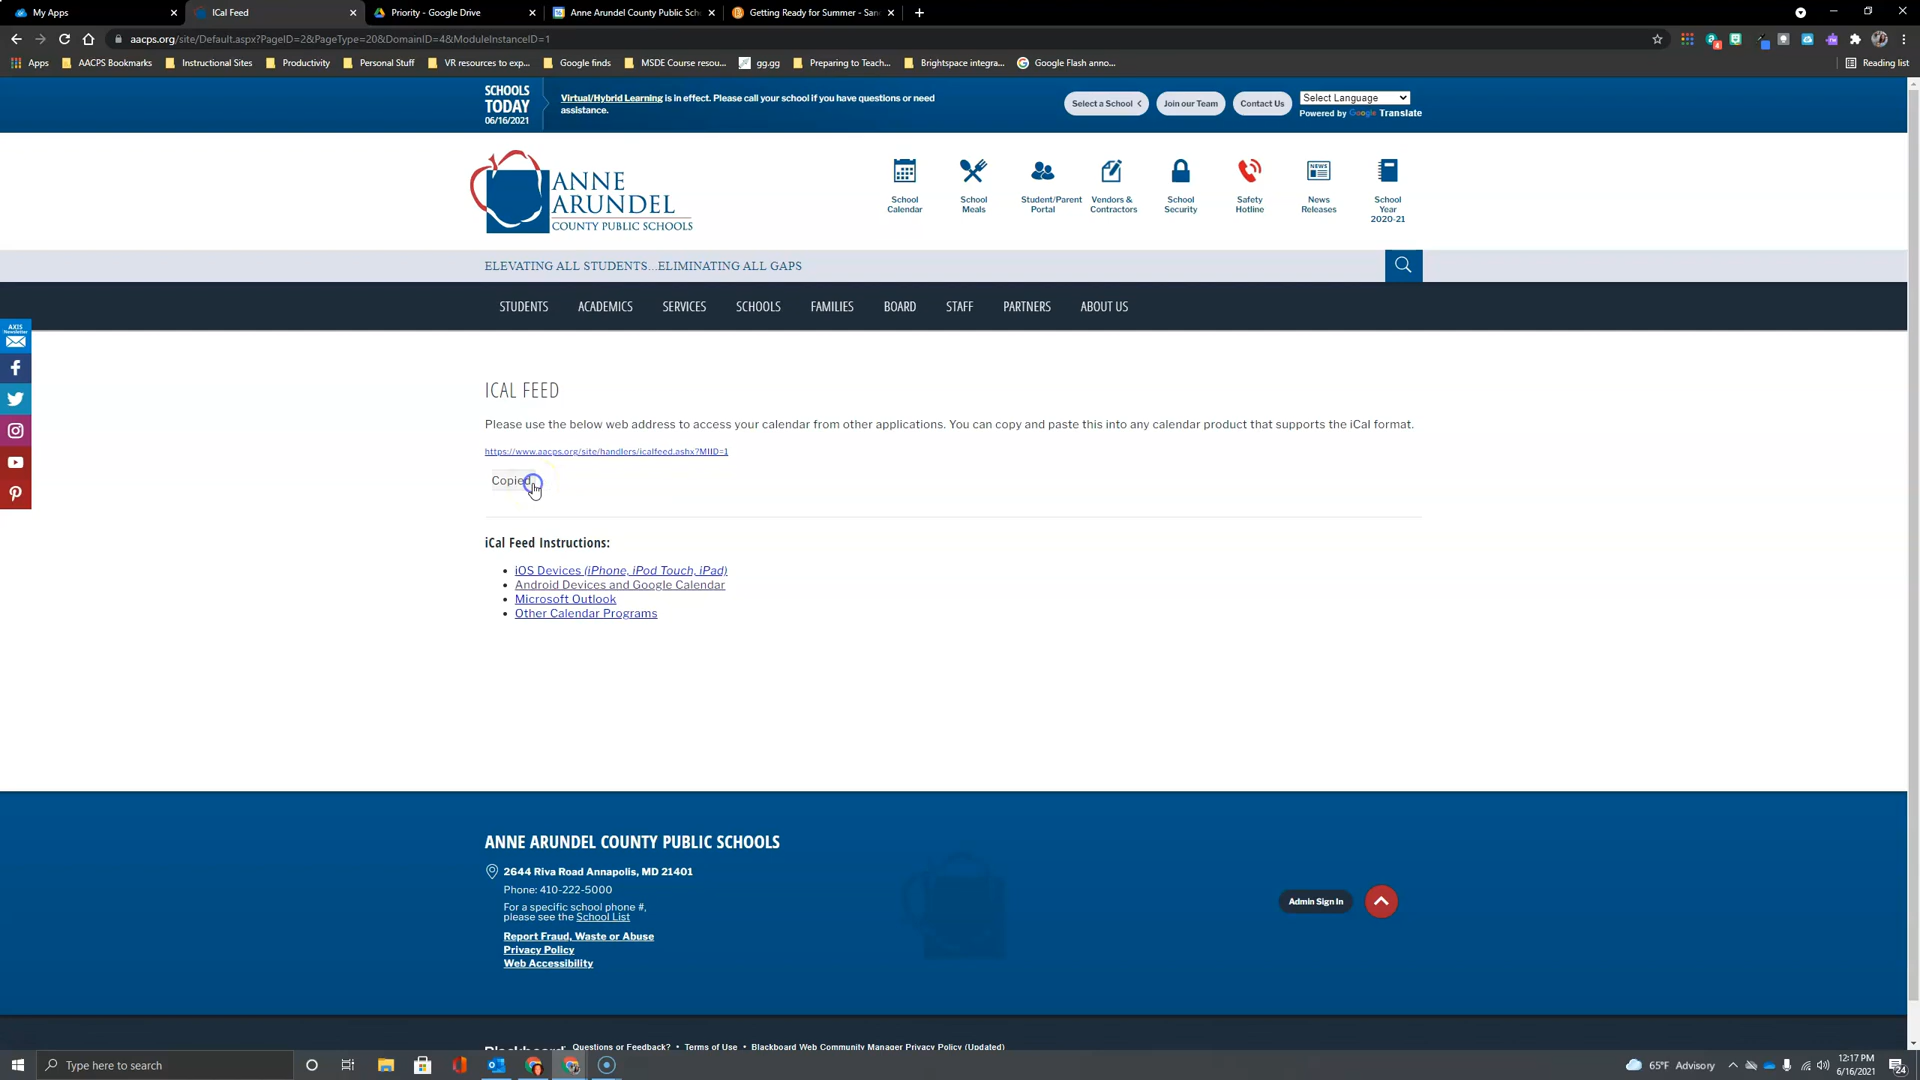 My Apps
ICal Feed
Priority - Google Drive
Anne Arundel County Public Sch
Getting Ready for Summer - San
aacps.org/site/Default.aspx?PageID=2&PageType=20&DomainID=4&ModuleInstanceID=1
Apps
AACPS Bookmarks
Instructional Sites
Productivity
Personal Stuff
VR resources to exp...
Google finds
MSDE Course resou...
gg.gg
Preparing to Teach...
Brightspace integra...
Google Flash anno...
Reading list
SCHOOLS
TODAY
06/16/2021
Virtual/Hybrid Learning is in effect. Please call your school if you have questions or need
assistance.
Select a School
Join our Team
Contact Us
Select Language
Powered by Google Translate
ANNE
ARUNDEL
COUNTY PUBLIC SCHOOLS
School
Calendar
School
Meals
Student/Parent
Portal
Vendors &
Contractors
School
Security
Safety
Hotline
NEWS
News
Releases
School
Year
2020-21
ELEVATING ALL STUDENTS...ELIMINATING ALL GAPS
STUDENTS
ACADEMICS
SERVICES
SCHOOLS
FAMILIES
BOARD
STAFF
PARTNERS
ABOUT US
AXIS
Newsletter
ICAL FEED
Please use the below web address to access your calendar from other applications. You can copy and paste this into any calendar product that supports the iCal format.
https://www.aacps.org/site/handlers/icalfeed.ashx?MIID=1
Copied
iCal Feed Instructions:
• iOS Devices (iPhone, iPod Touch, iPad)
• Android Devices and Google Calendar
• Microsoft Outlook
• Other Calendar Programs
ANNE ARUNDEL COUNTY PUBLIC SCHOOLS
2644 Riva Road Annapolis, MD 21401
Phone: 410-222-5000
For a specific school phone #,
please see the School List
Report Fraud, Waste or Abuse
Privacy Policy
Web Accessibility
Admin Sign In
Blackboard
Questions or Feedback? • Terms of Use • Blackboard Web Community Manager Privacy Policy (Updated)
Type here to search
65°F Advisory
12:17 PM
6/16/2021
24